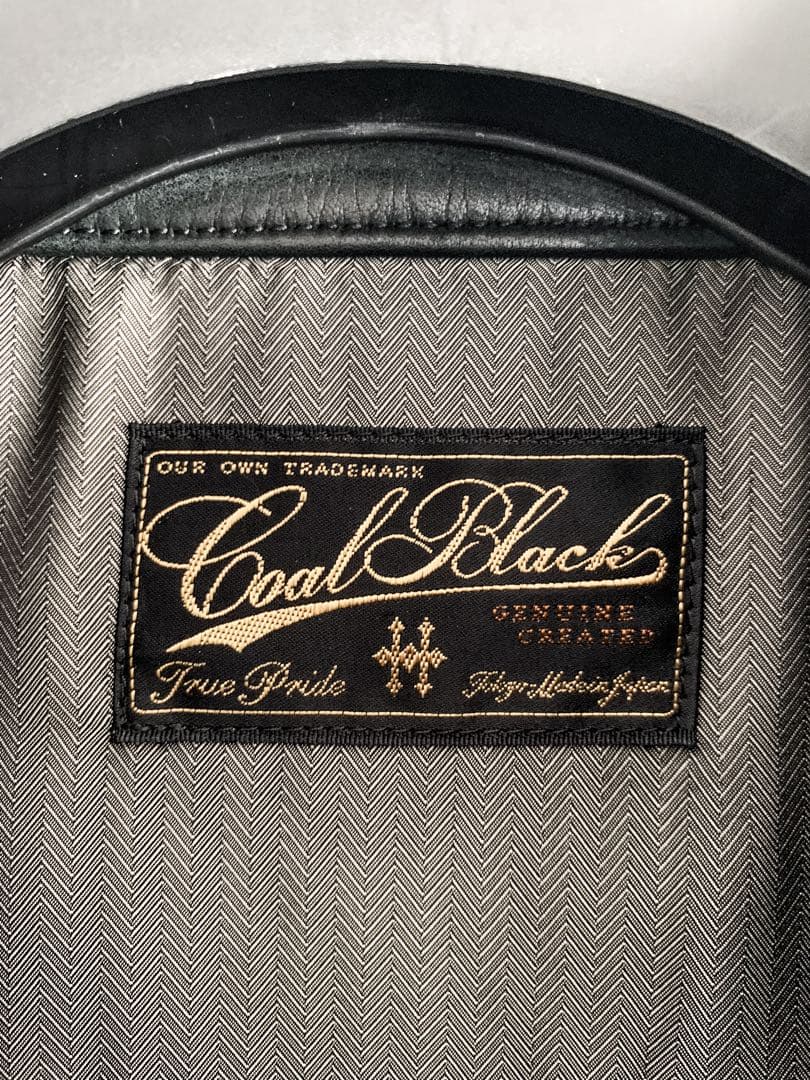 OUR OWN TRADEMARK
Coal Black
GENUINE
CREATED
True Pride
H
Tokyo Made in Japan